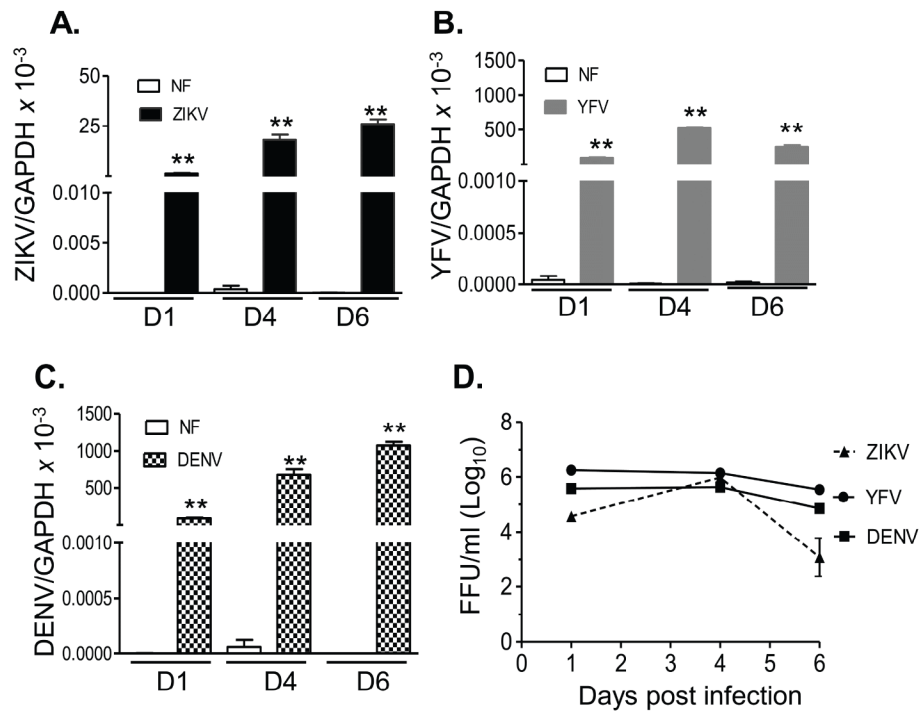 A.
ZIKV/GAPDH x 10⁻³
50
25
0.010
0.005
0.000
NF
ZIKV
**
**
**
D1
D4
D6
B.
YFV/GAPDH x 10⁻³
1500
1000
500
0.0010
0.0005
0.0000
NF
YFV
**
**
**
D1
D4
D6
C.
DENV/GAPDH x 10⁻³
1500
1000
500
0.0010
0.0005
0.0000
NF
DENV
**
**
**
D1
D4
D6
D.
FFU/ml (Log₁₀)
8
6
4
2
0
0 1 2 3 4 5 6
Days post infection
ZIKV
YFV
DENV